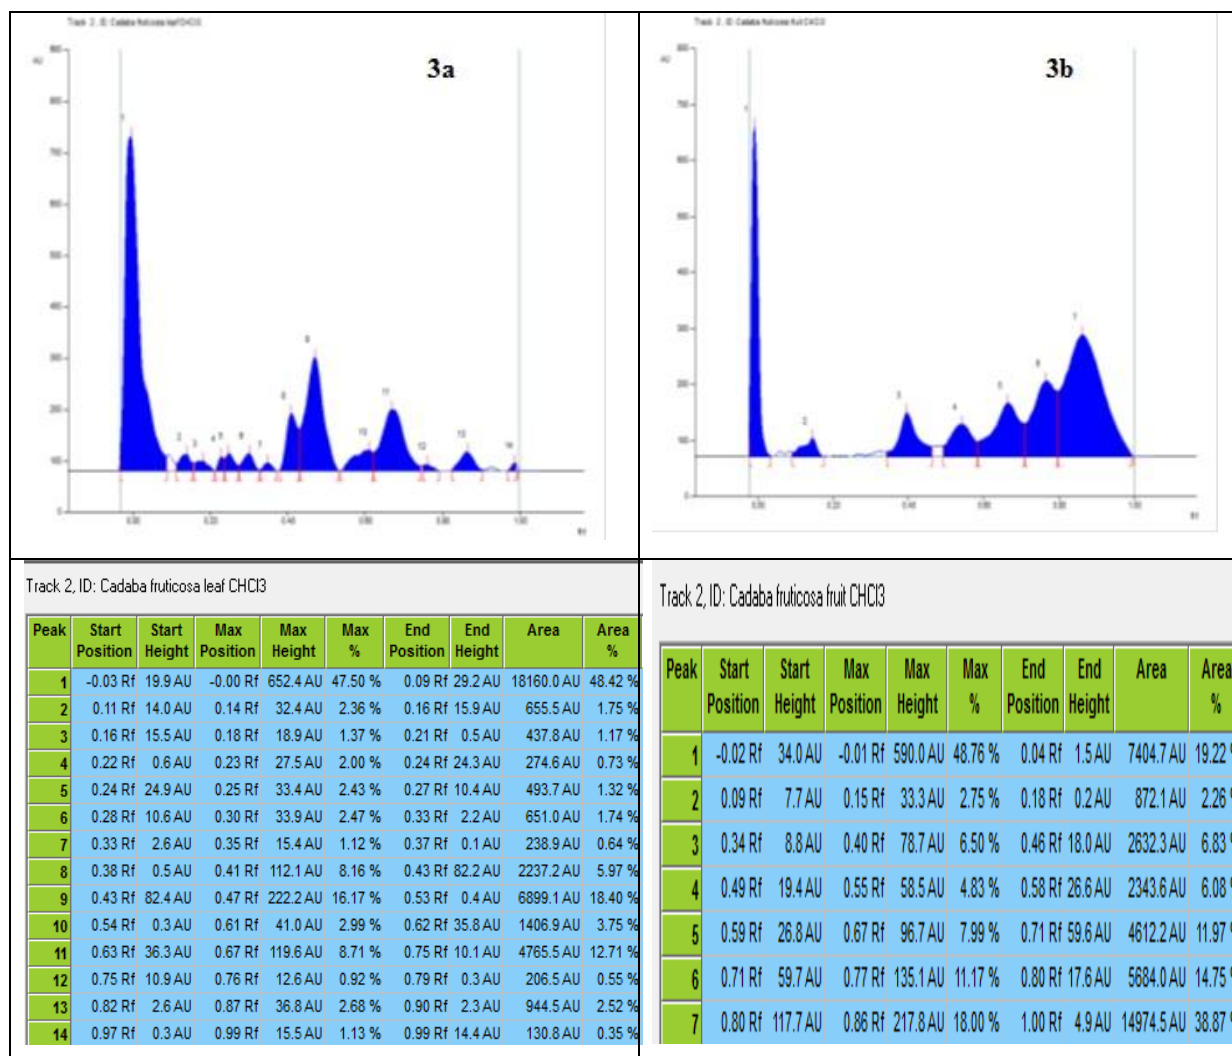 Track 2, ID: Cadaba fruticosa leaf CHCl3
3a
Track 2, ID: Cadaba fruticosa fruit CHCl3
3b
Track 2, ID: Cadaba fruticosa leaf CHCl3
Peak Start Position Start Height Max Position Max Height Max % End Position End Height Area Area %
1 -0.03 Rf 19.9 AU -0.00 Rf 652.4 AU 47.50 % 0.09 Rf 29.2 AU 18160.0 AU 48.42 %
2 0.11 Rf 14.0 AU 0.14 Rf 32.4 AU 2.36 % 0.16 Rf 15.9 AU 655.5 AU 1.75 %
3 0.16 Rf 15.5 AU 0.18 Rf 18.9 AU 1.37 % 0.21 Rf 0.5 AU 437.8 AU 1.17 %
4 0.22 Rf 0.6 AU 0.23 Rf 27.5 AU 2.00 % 0.24 Rf 24.3 AU 274.6 AU 0.73 %
5 0.24 Rf 24.9 AU 0.25 Rf 33.4 AU 2.43 % 0.27 Rf 10.4 AU 493.7 AU 1.32 %
6 0.28 Rf 10.6 AU 0.30 Rf 33.9 AU 2.47 % 0.33 Rf 2.2 AU 651.0 AU 1.74 %
7 0.33 Rf 2.6 AU 0.35 Rf 15.4 AU 1.12 % 0.37 Rf 0.1 AU 238.9 AU 0.64 %
8 0.38 Rf 0.5 AU 0.41 Rf 112.1 AU 8.16 % 0.43 Rf 82.2 AU 2237.2 AU 5.97 %
9 0.43 Rf 82.4 AU 0.47 Rf 222.2 AU 16.17 % 0.53 Rf 0.4 AU 6899.1 AU 18.40 %
10 0.54 Rf 0.3 AU 0.61 Rf 41.0 AU 2.99 % 0.62 Rf 35.8 AU 1406.9 AU 3.75 %
11 0.63 Rf 36.3 AU 0.67 Rf 119.6 AU 8.71 % 0.75 Rf 10.1 AU 4765.5 AU 12.71 %
12 0.75 Rf 10.9 AU 0.76 Rf 12.6 AU 0.92 % 0.79 Rf 0.3 AU 206.5 AU 0.55 %
13 0.82 Rf 2.6 AU 0.87 Rf 36.8 AU 2.68 % 0.90 Rf 2.3 AU 944.5 AU 2.52 %
14 0.97 Rf 0.3 AU 0.99 Rf 15.5 AU 1.13 % 0.99 Rf 14.4 AU 130.8 AU 0.35 %
Track 2, ID: Cadaba fruticosa fruit CHCl3
Peak Start Position Start Height Max Position Max Height Max % End Position End Height Area Area %
1 -0.02 Rf 34.0 AU -0.01 Rf 590.0 AU 48.76 % 0.04 Rf 1.5 AU 7404.7 AU 19.22
2 0.09 Rf 7.7 AU 0.15 Rf 33.3 AU 2.75 % 0.18 Rf 0.2 AU 872.1 AU 2.26
3 0.34 Rf 8.8 AU 0.40 Rf 78.7 AU 6.50 % 0.46 Rf 18.0 AU 2632.3 AU 6.83
4 0.49 Rf 19.4 AU 0.55 Rf 58.5 AU 4.83 % 0.58 Rf 26.6 AU 2343.6 AU 6.08
5 0.59 Rf 26.8 AU 0.67 Rf 96.7 AU 7.99 % 0.71 Rf 59.6 AU 4612.2 AU 11.97
6 0.71 Rf 59.7 AU 0.77 Rf 135.1 AU 11.17 % 0.80 Rf 17.6 AU 5684.0 AU 14.75
7 0.80 Rf 117.7 AU 0.86 Rf 217.8 AU 18.00 % 1.00 Rf 4.9 AU 14974.5 AU 38.87